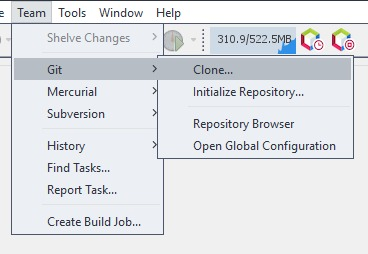 Team Tools Window Help
310.9/522.5MB
Shelve Changes
Git
Mercurial
Subversion
History
Find Tasks...
Report Task...
Create Build Job...
Clone...
Initialize Repository...
Repository Browser
Open Global Configuration